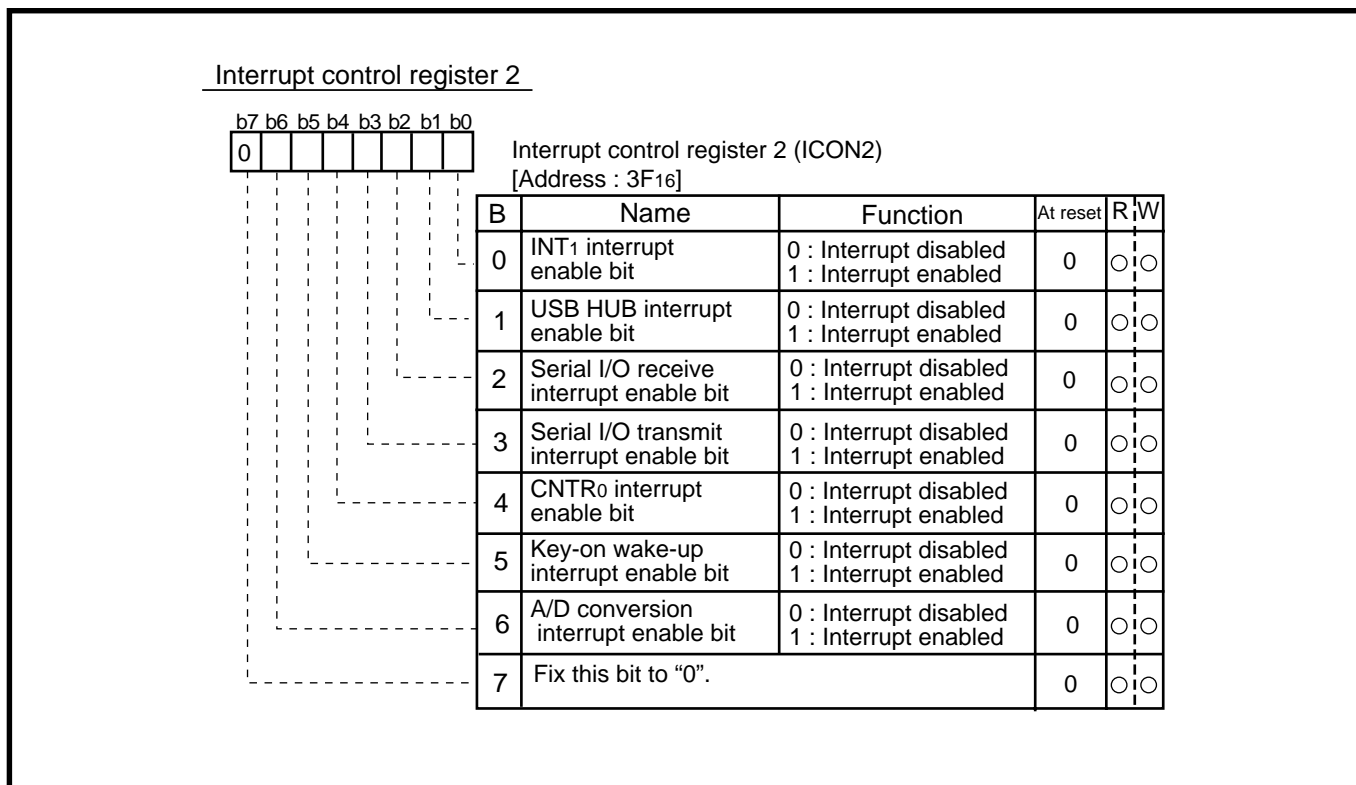 Interrupt control register 2
b7 b6 b5 b4 b3 b2 b1 b0
0
Interrupt control register 2 (ICON2)
[Address : 3F16]
B Name Function At reset R W
0 INT1 interrupt enable bit 0 : Interrupt disabled 1 : Interrupt enabled 0 ○ ○
1 USB HUB interrupt enable bit 0 : Interrupt disabled 1 : Interrupt enabled 0 ○ ○
2 Serial I/O receive interrupt enable bit 0 : Interrupt disabled 1 : Interrupt enabled 0 ○ ○
3 Serial I/O transmit interrupt enable bit 0 : Interrupt disabled 1 : Interrupt enabled 0 ○ ○
4 CNTR0 interrupt enable bit 0 : Interrupt disabled 1 : Interrupt enabled 0 ○ ○
5 Key-on wake-up interrupt enable bit 0 : Interrupt disabled 1 : Interrupt enabled 0 ○ ○
6 A/D conversion interrupt enable bit 0 : Interrupt disabled 1 : Interrupt enabled 0 ○ ○
7 Fix this bit to “0”. 0 ○ ○